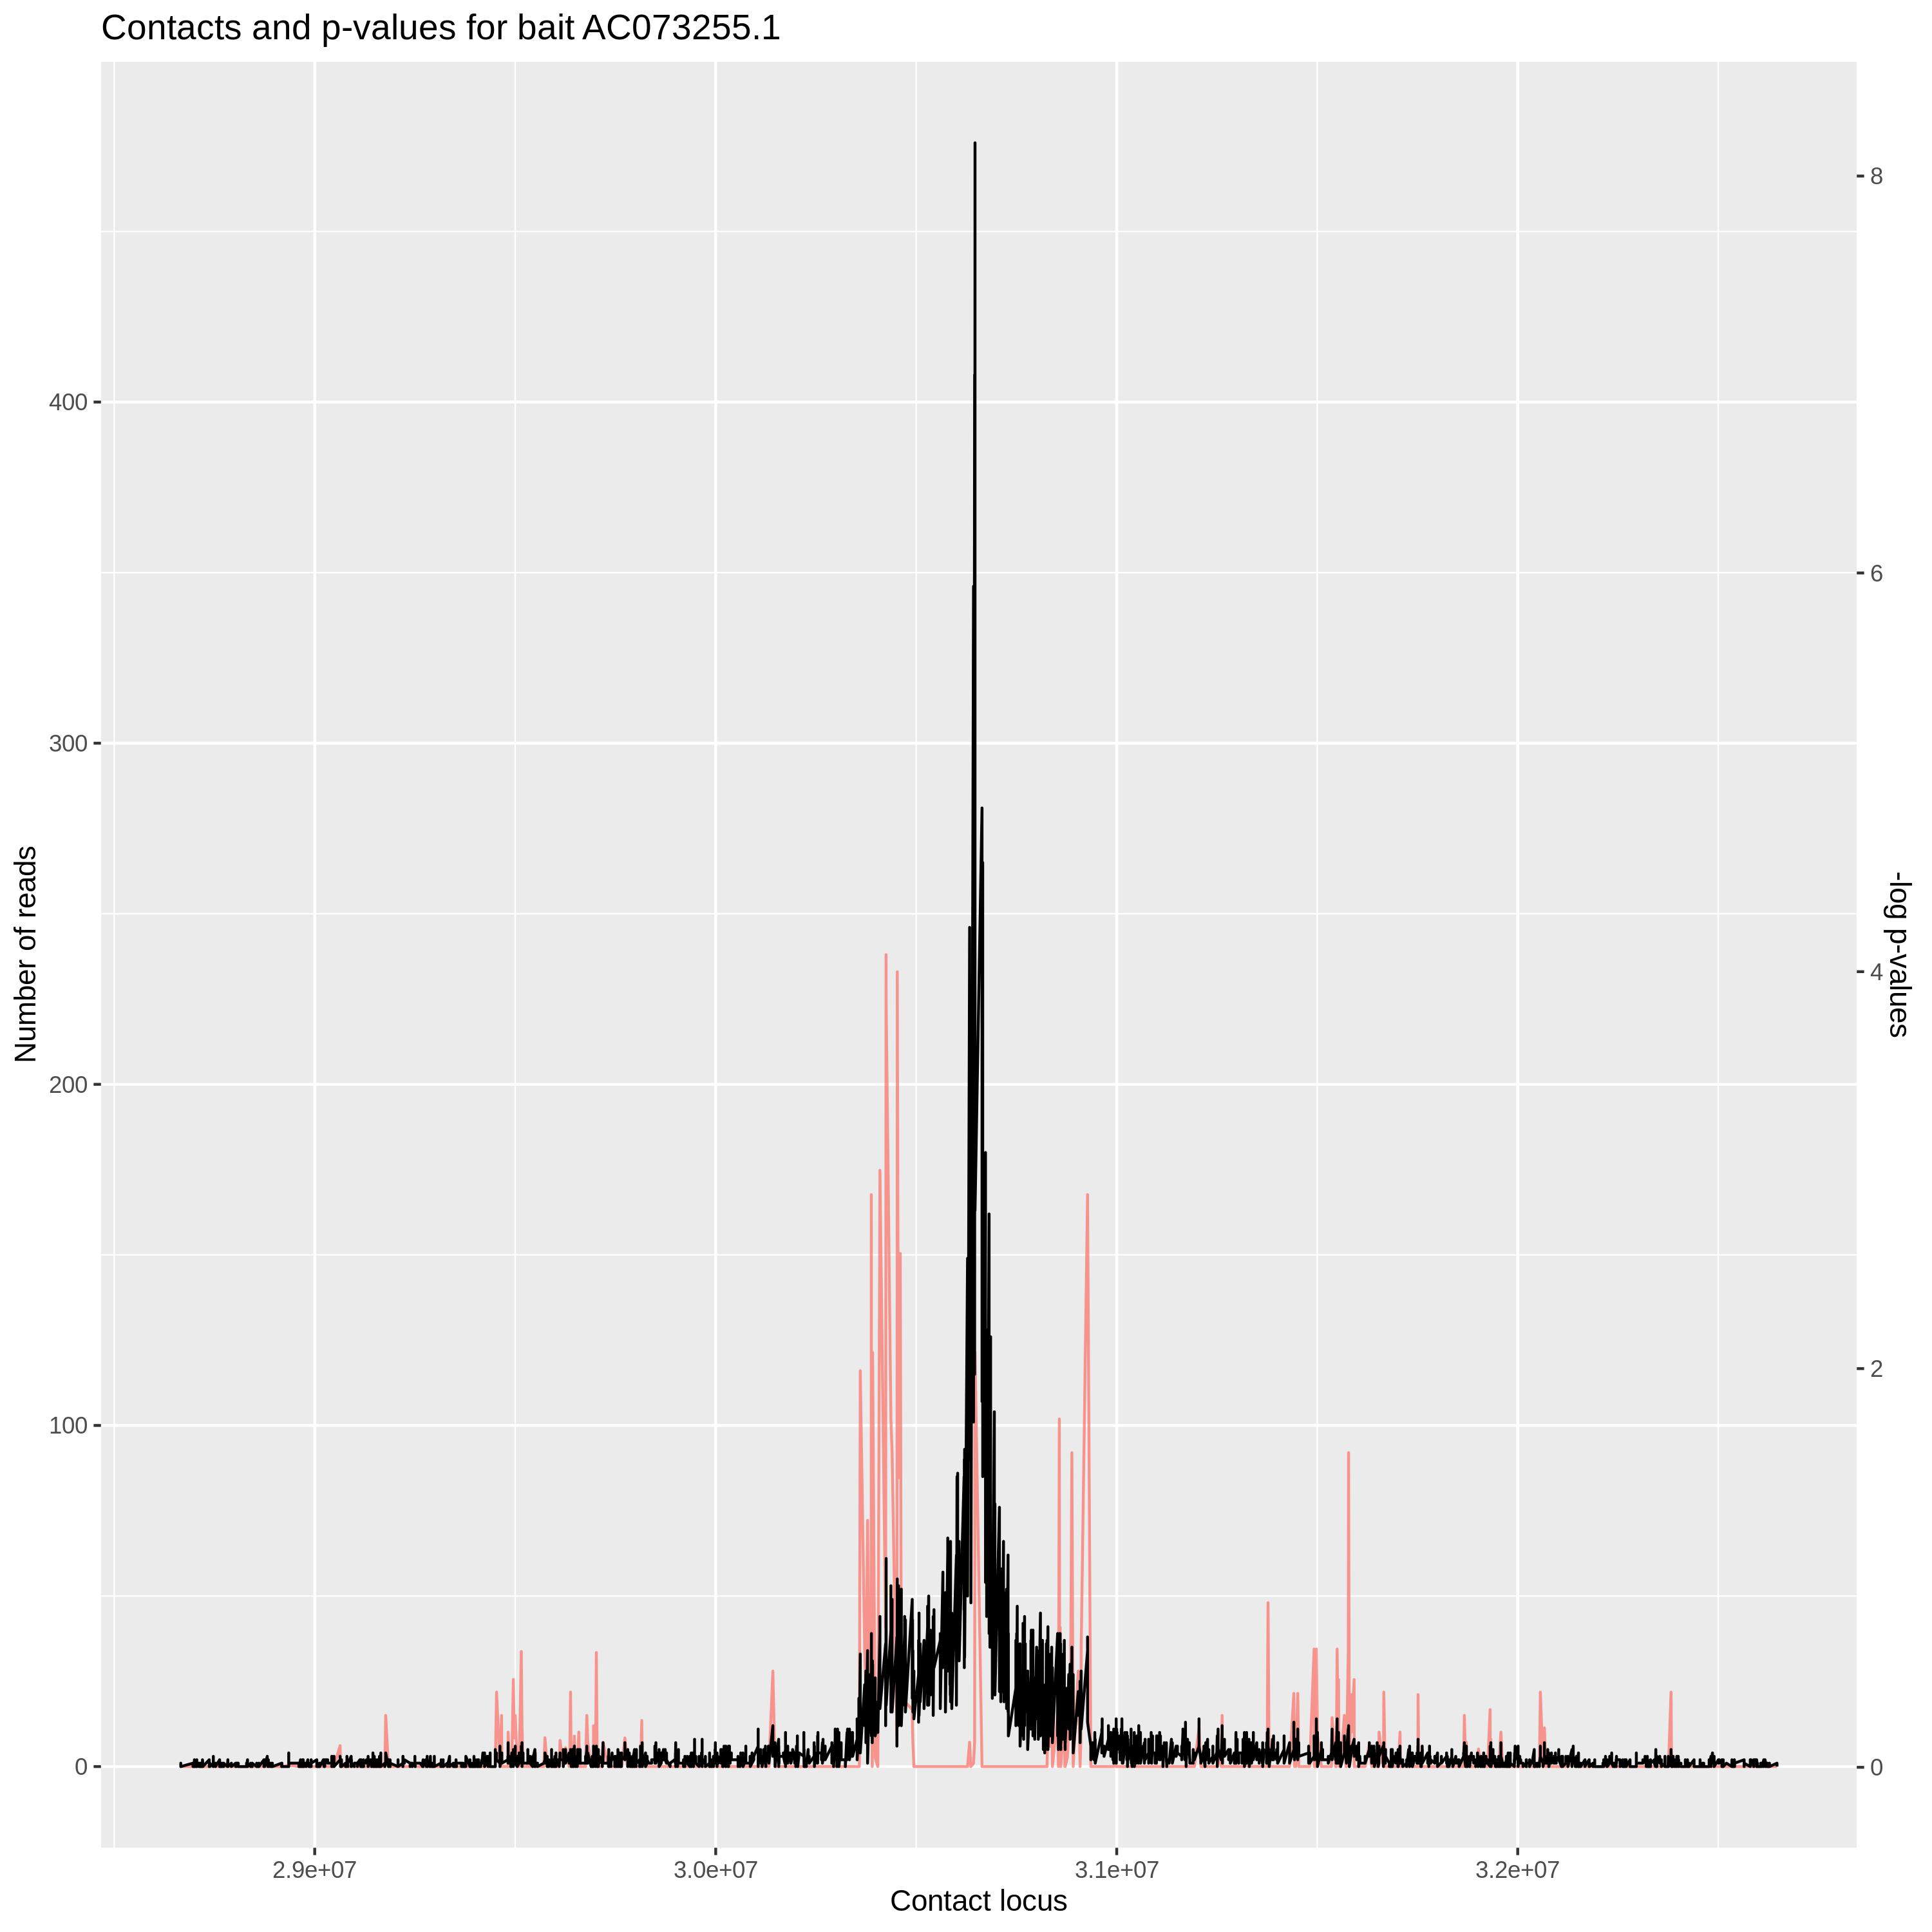 Contacts and p-values for bait AC073255.1
Number of reads
400
300
200
100
0
8
6
4
2
0
-log p-values
2.9e+07
3.0e+07
3.1e+07
3.2e+07
Contact locus